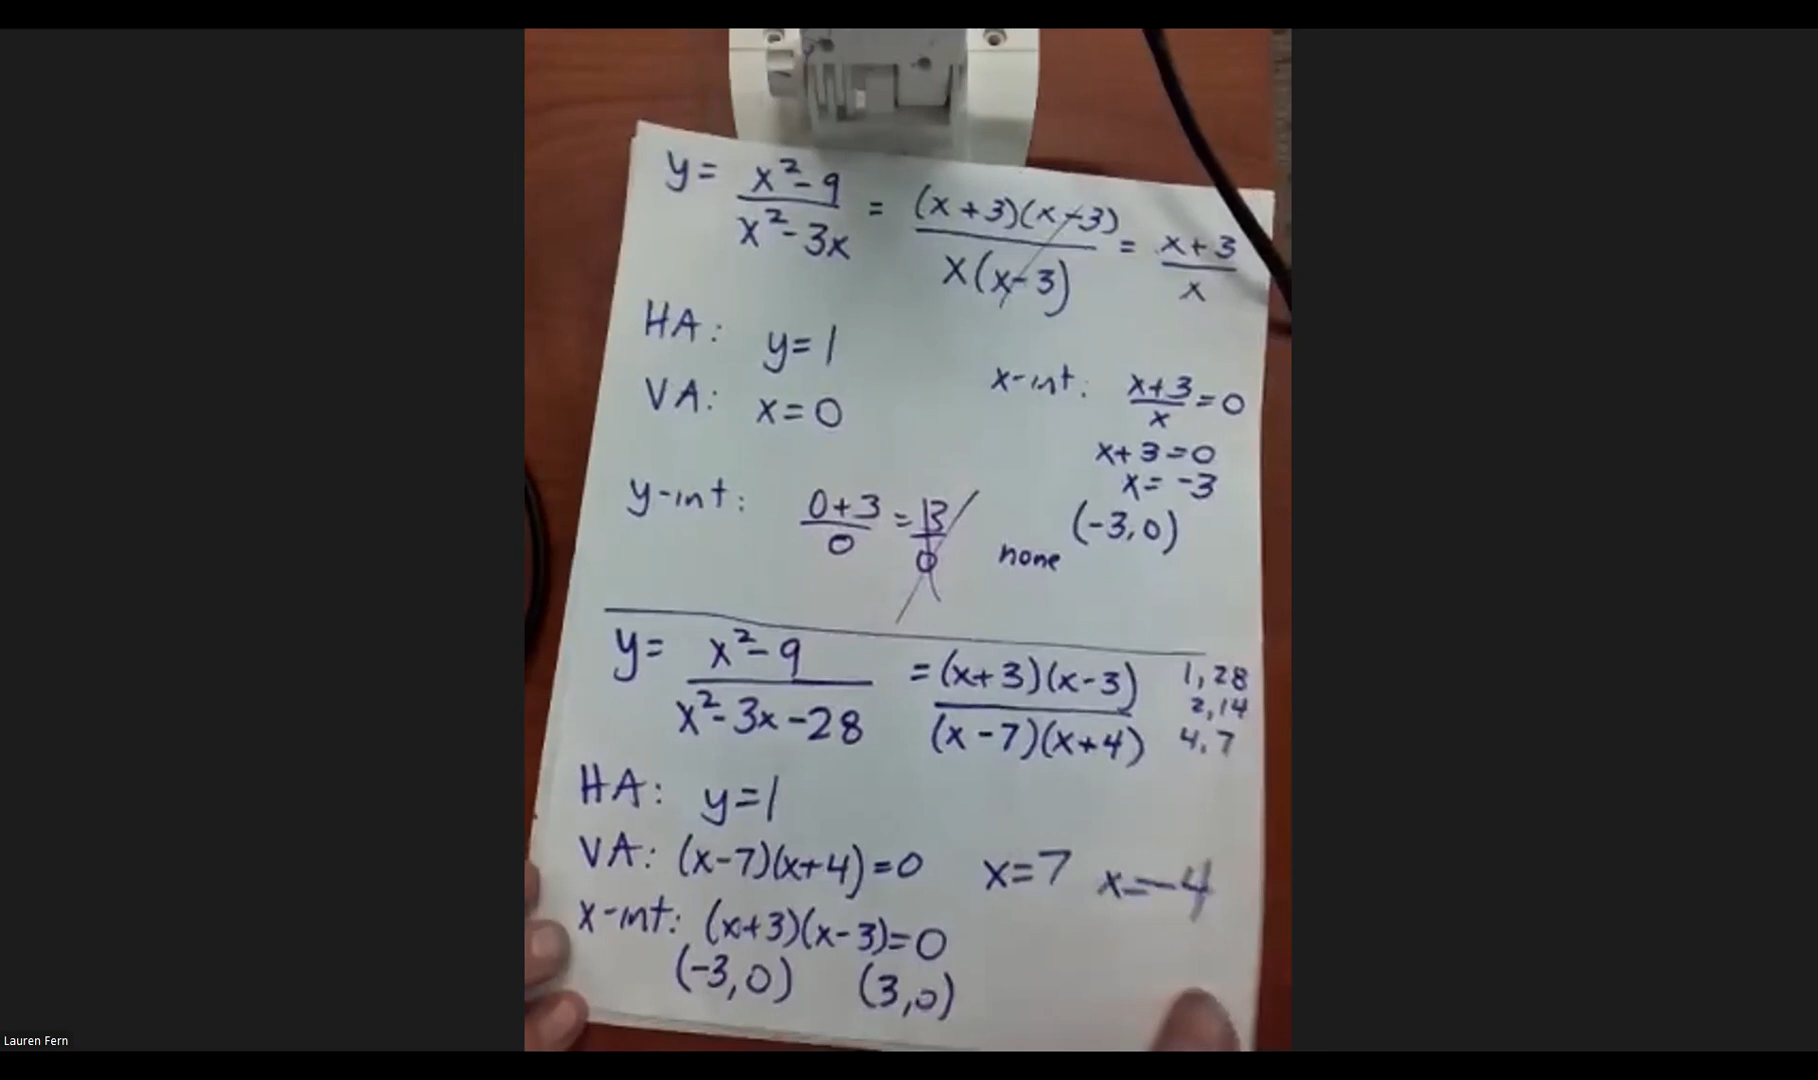 y = x²-9 / x²-3x = (x+3)(x-3) / x(x-3) = x+3 / x
HA: y=1
VA: x=0
x-int: x+3 / x = 0
x+3=0
x= -3
(-3,0)
y-int: 0+3 / 0 = 3 / 0 none
y= x²-9 / x²-3x-28 = (x+3)(x-3) / (x-7)(x+4)
1,28
2,14
4,7
HA: y=1
VA: (x-7)(x+4)=0 x=7 x=-4
x-int: (x+3)(x-3)=0
(-3,0) (3,0)
Lauren Fern